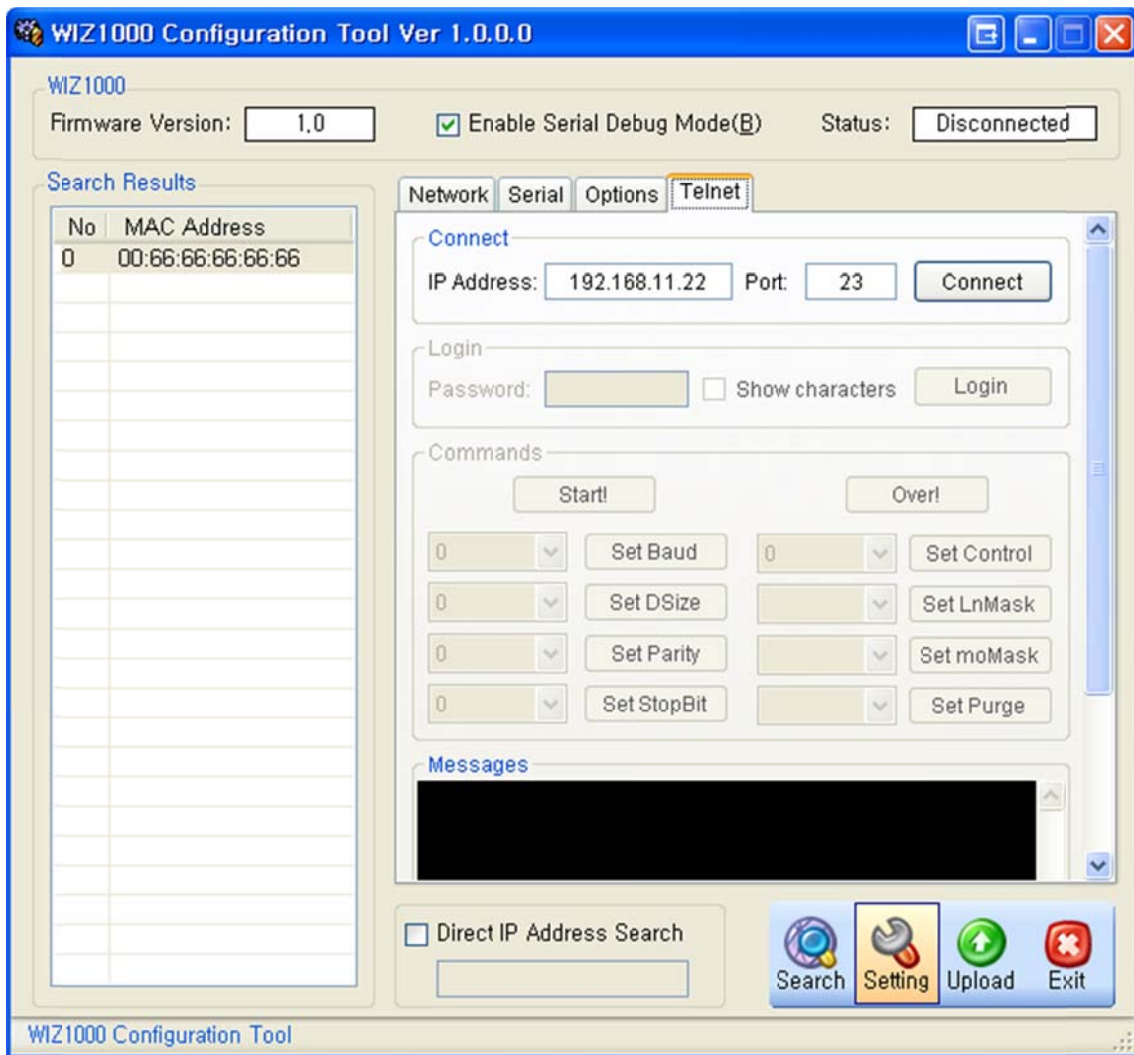 WIZ1000 Configuration Tool Ver 1.0.0.0
WIZ1000
Firmware Version: 1.0 Enable Serial Debug Mode(B) Status: Disconnected
Search Results
No MAC Address
0 00:66:66:66:66:66
Network Serial Options Telnet
Connect
IP Address: 192.168.11.22 Port: 23 Connect
Login
Password: Show characters Login
Commands
Start! Over!
0 Set Baud 0 Set Control
0 Set DSize Set LnMask
0 Set Parity Set moMask
0 Set StopBit Set Purge
Messages
Direct IP Address Search
Search Setting Upload Exit
WIZ1000 Configuration Tool